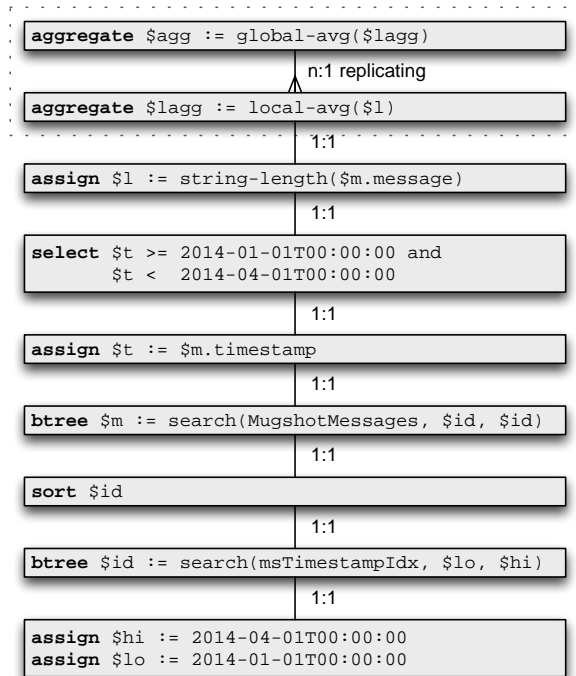 aggregate $agg := global-avg($lagg)
n:1 replicating
aggregate $lagg := local-avg($l)
1:1
assign $l := string-length($m.message)
1:1
select $t >= 2014-01-01T00:00:00 and
$t <  2014-04-01T00:00:00
1:1
assign $t := $m.timestamp
1:1
btree $m := search(MugshotMessages, $id, $id)
1:1
sort $id
1:1
btree $id := search(msTimestampIdx, $lo, $hi)
1:1
assign $hi := 2014-04-01T00:00:00
assign $lo := 2014-01-01T00:00:00